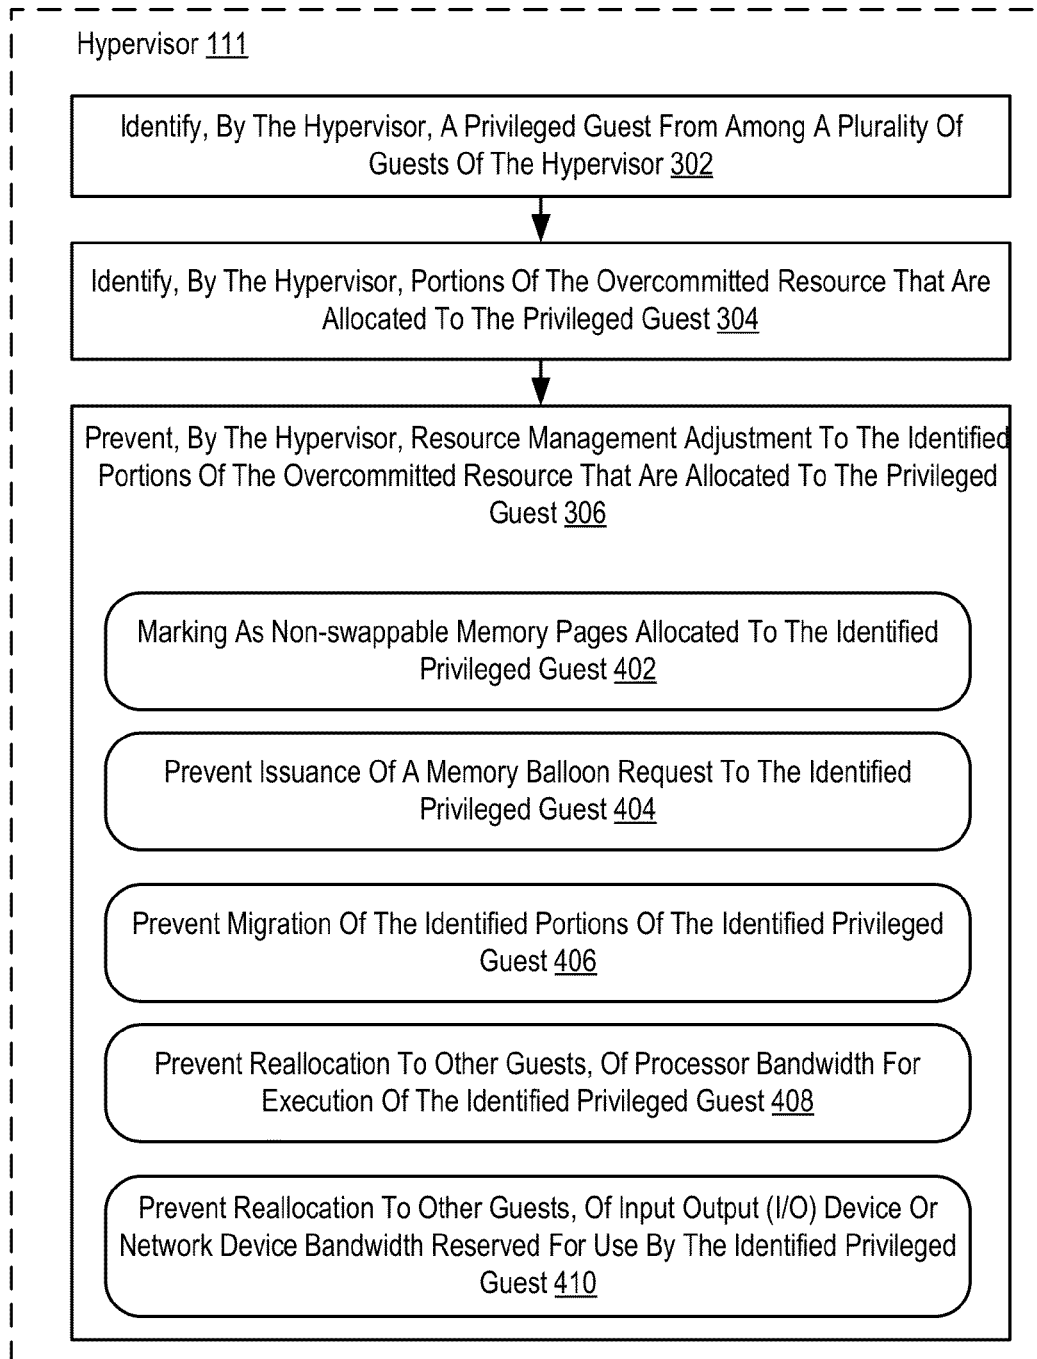 Hypervisor 111
Identify, By The Hypervisor, A Privileged Guest From Among A Plurality Of
Guests Of The Hypervisor 302
Identify, By The Hypervisor, Portions Of The Overcommitted Resource That Are
Allocated To The Privileged Guest 304
Prevent, By The Hypervisor, Resource Management Adjustment To The Identified
Portions Of The Overcommitted Resource That Are Allocated To The Privileged
Guest 306
Marking As Non-swappable Memory Pages Allocated To The Identified
Privileged Guest 402
Prevent Issuance Of A Memory Balloon Request To The Identified
Privileged Guest 404
Prevent Migration Of The Identified Portions Of The Identified Privileged
Guest 406
Prevent Reallocation To Other Guests, Of Processor Bandwidth For
Execution Of The Identified Privileged Guest 408
Prevent Reallocation To Other Guests, Of Input Output (I/O) Device Or
Network Device Bandwidth Reserved For Use By The Identified Privileged
Guest 410